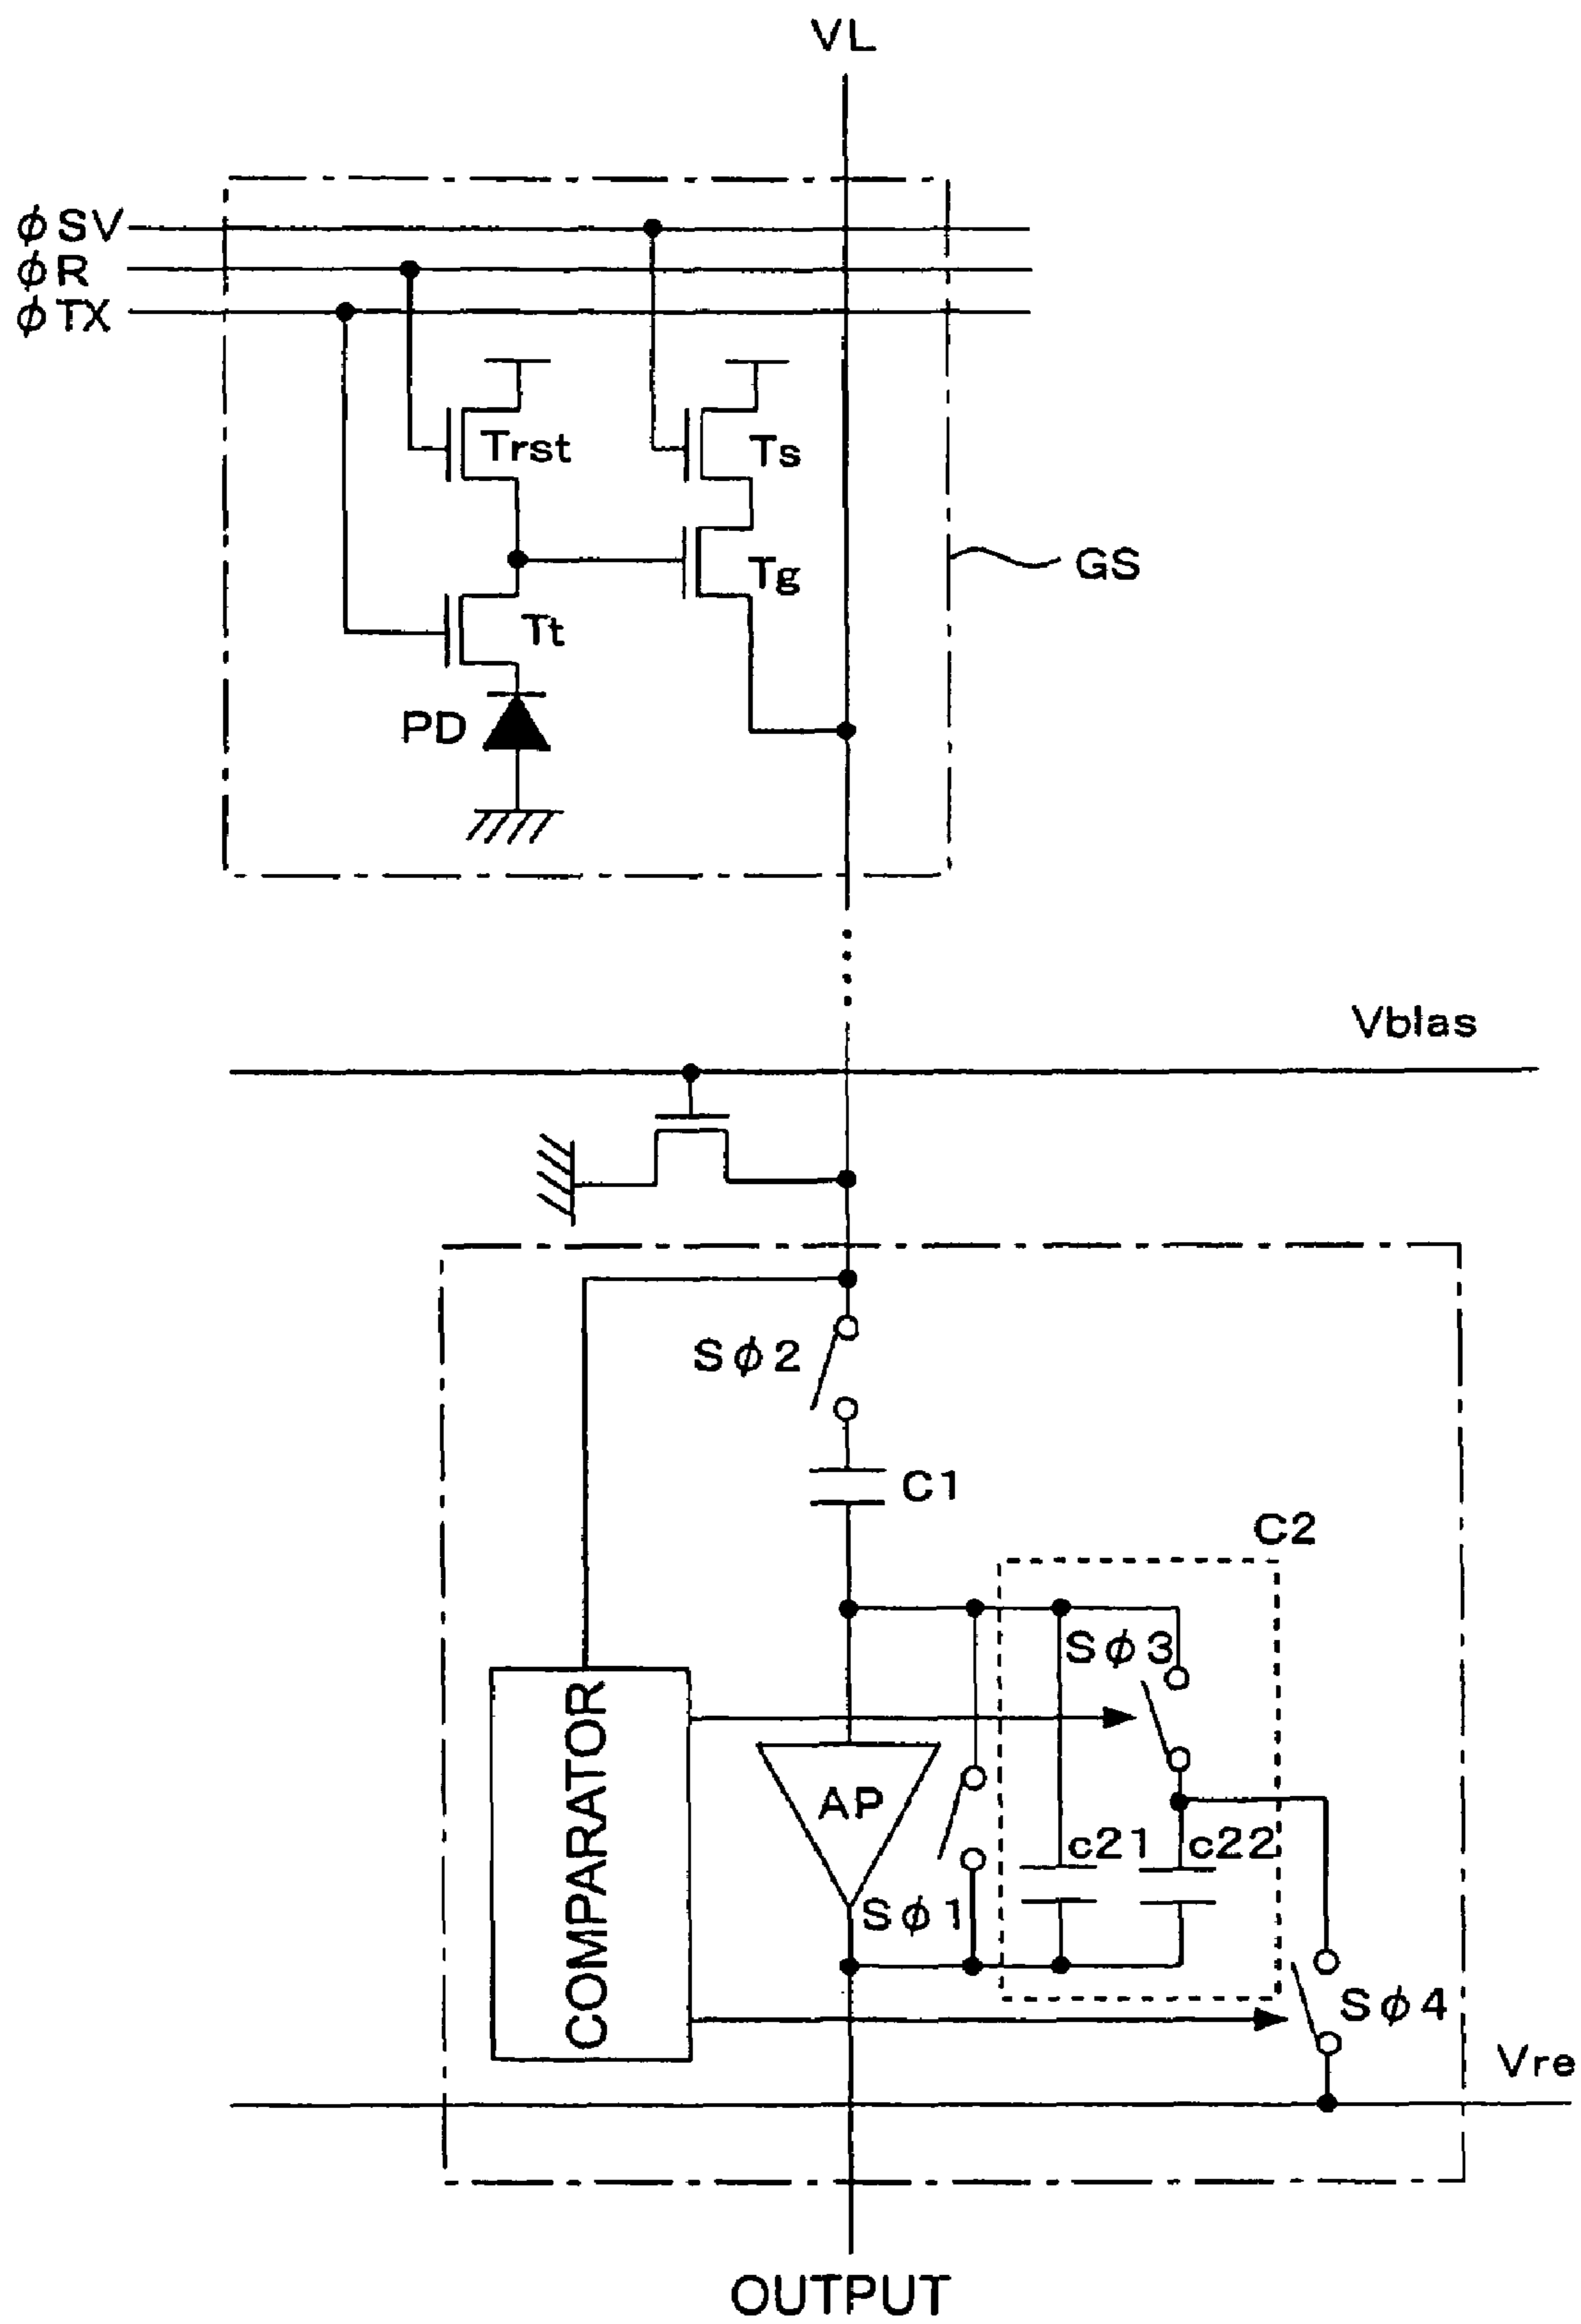 VL
ϕSV
ϕR
ϕTX
Trst
Ts
Tg
GS
Tt
PD
Vbias
Sϕ2
C1
C2
Sϕ3
COMPARATOR
AP
c21
c22
Sϕ1
Sϕ4
Vre
OUTPUT